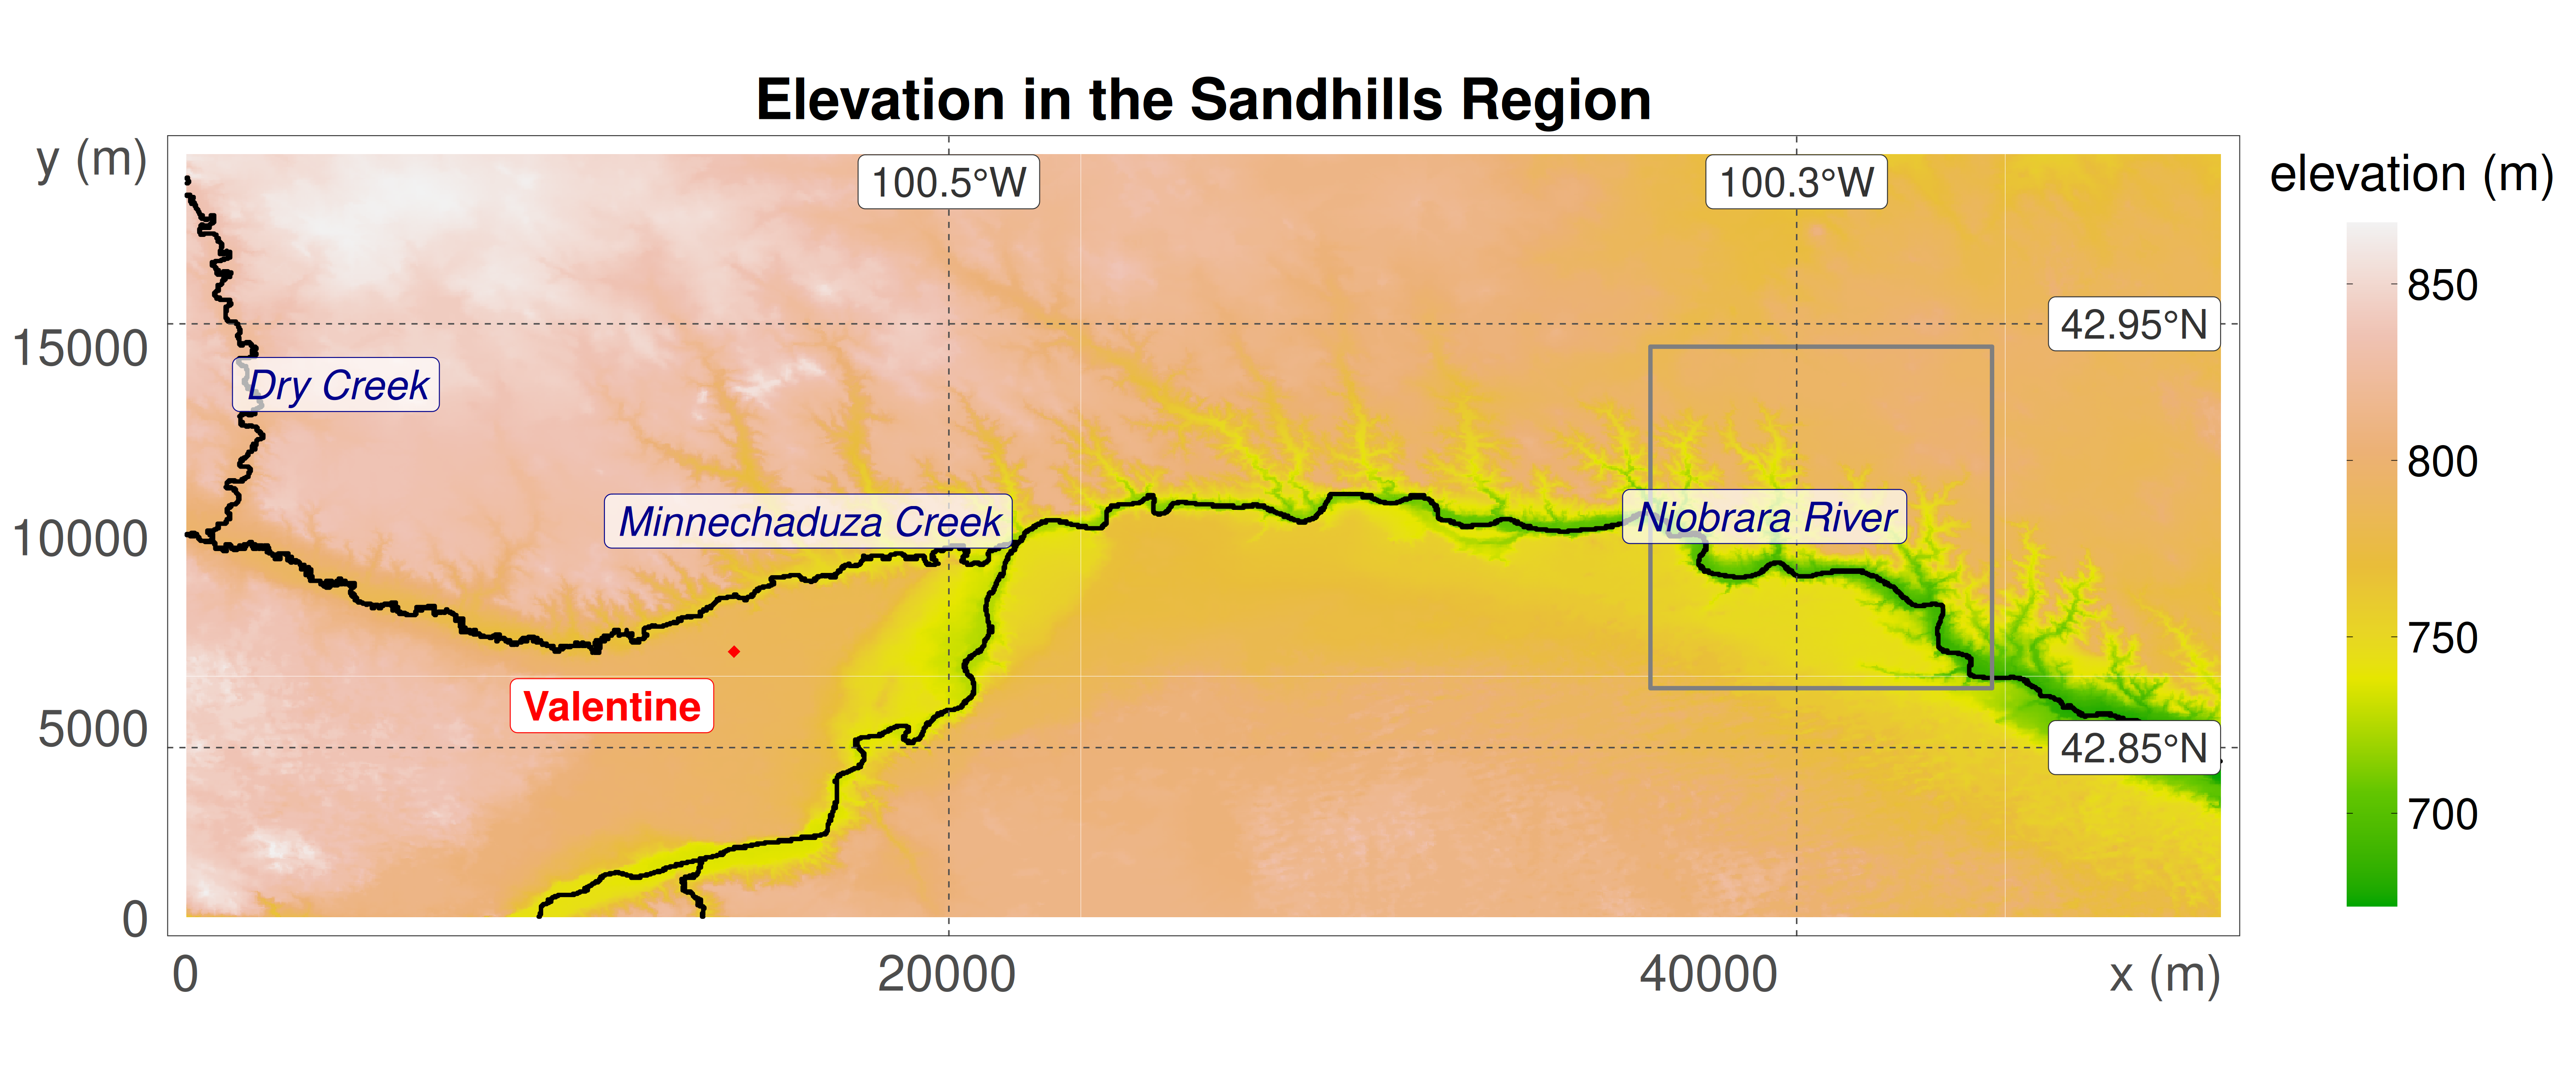 Elevation in the Sandhills Region
y (m)
100.5°W
100.3°W
elevation (m)
850
42.95°N
15000
Dry Creek
800
Minnechaduza Creek
Niobrara River
10000
750
Valentine
5000
42.85°N
700
0
0
20000
40000
x (m)